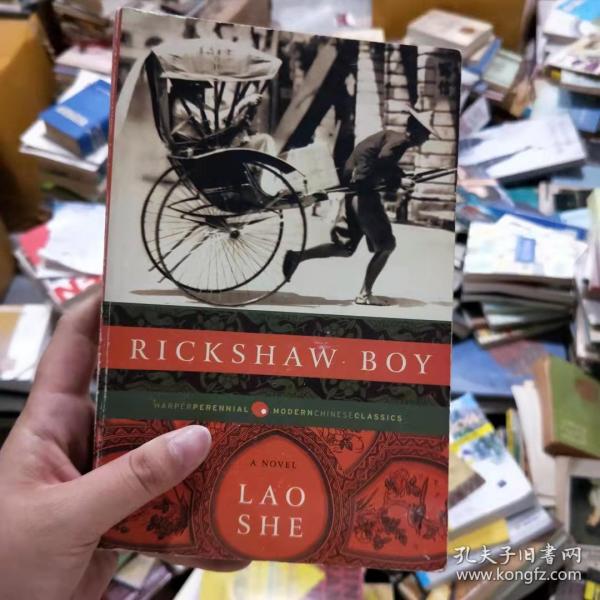 RICKSHAW BOY
HARPERPERENNIAL MODERNCHINESECLASSICS
A NOVEL
LAO
SHE
孔夫子旧书网
www.kongfz.com